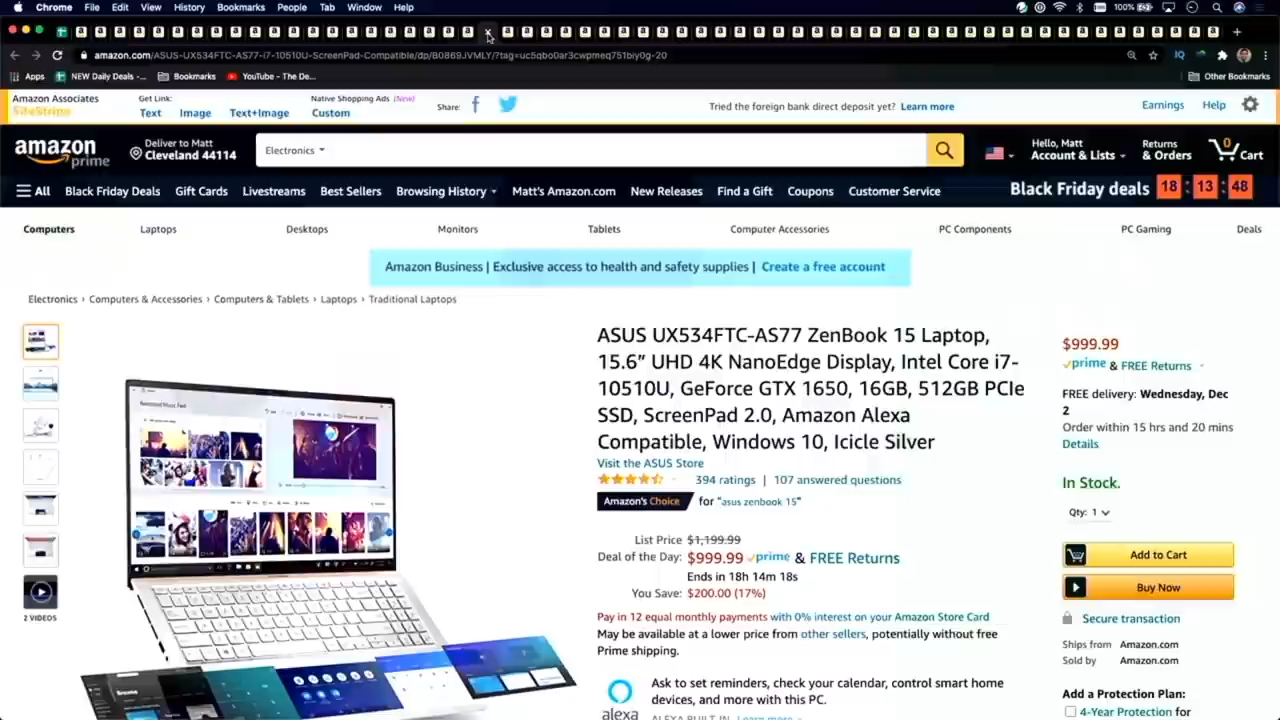 Chrome File Edit View History Bookmarks People Tab Window Help 100%
amazon.com/ASUS-UX534FTC-AS77-i7-10510U-ScreenPad-Compatible/dp/B0869JVMLY/?tag=uc5qbo0ar3cwpmeq751biy0g-20
Apps NEW Daily Deals -... Bookmarks YouTube - The De... Other Bookmarks
Amazon Associates Get Link: Native Shopping Ads (New)
SiteStripe Text Image Text+Image Custom Share: Tried the foreign bank direct deposit yet? Learn more Earnings Help
amazon prime Deliver to Matt Cleveland 44114 Electronics Hello, Matt Account & Lists Returns & Orders 0 Cart
All Black Friday Deals Gift Cards Livestreams Best Sellers Browsing History Matt's Amazon.com New Releases Find a Gift Coupons Customer Service Black Friday deals 18 : 13 : 48
Computers Laptops Desktops Monitors Tablets Computer Accessories PC Components PC Gaming Deals
Amazon Business | Exclusive access to health and safety supplies | Create a free account
Electronics › Computers & Accessories › Computers & Tablets › Laptops › Traditional Laptops
ASUS UX534FTC-AS77 ZenBook 15 Laptop,
15.6” UHD 4K NanoEdge Display, Intel Core i7-
10510U, GeForce GTX 1650, 16GB, 512GB PCIe
SSD, ScreenPad 2.0, Amazon Alexa
Compatible, Windows 10, Icicle Silver
Visit the ASUS Store
394 ratings | 107 answered questions
Amazon's Choice for "asus zenbook 15"
List Price $1,199.99
Deal of the Day: $999.99 prime & FREE Returns
Ends in 18h 14m 18s
You Save: $200.00 (17%)
Pay in 12 equal monthly payments with 0% interest on your Amazon Store Card
May be available at a lower price from other sellers, potentially without free
Prime shipping.
Ask to set reminders, check your calendar, control smart home
devices, and more with this PC.
alexa ALEXA BUILT-IN Learn more
2 VIDEOS
$999.99
prime & FREE Returns
FREE delivery: Wednesday, Dec
2
Order within 15 hrs and 20 mins
Details
In Stock.
Qty: 1
Add to Cart
Buy Now
Secure transaction
Ships from Amazon.com
Sold by Amazon.com
Add a Protection Plan:
4-Year Protection for